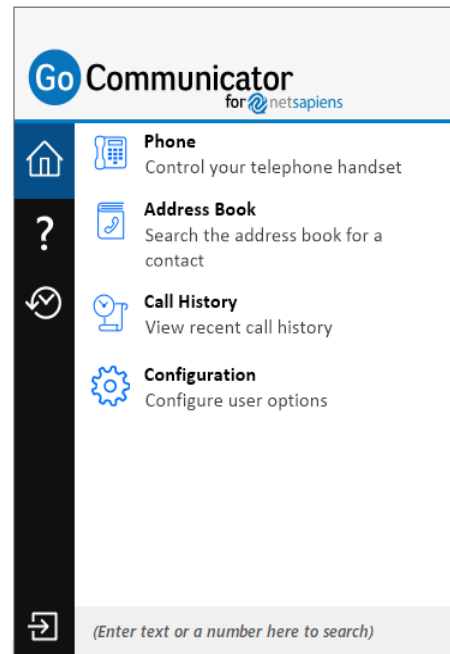 Go Communicator
for netsapiens
Phone
Control your telephone handset
Address Book
Search the address book for a
contact
?
Call History
View recent call history
Configuration
Configure user options
(Enter text or a number here to search)